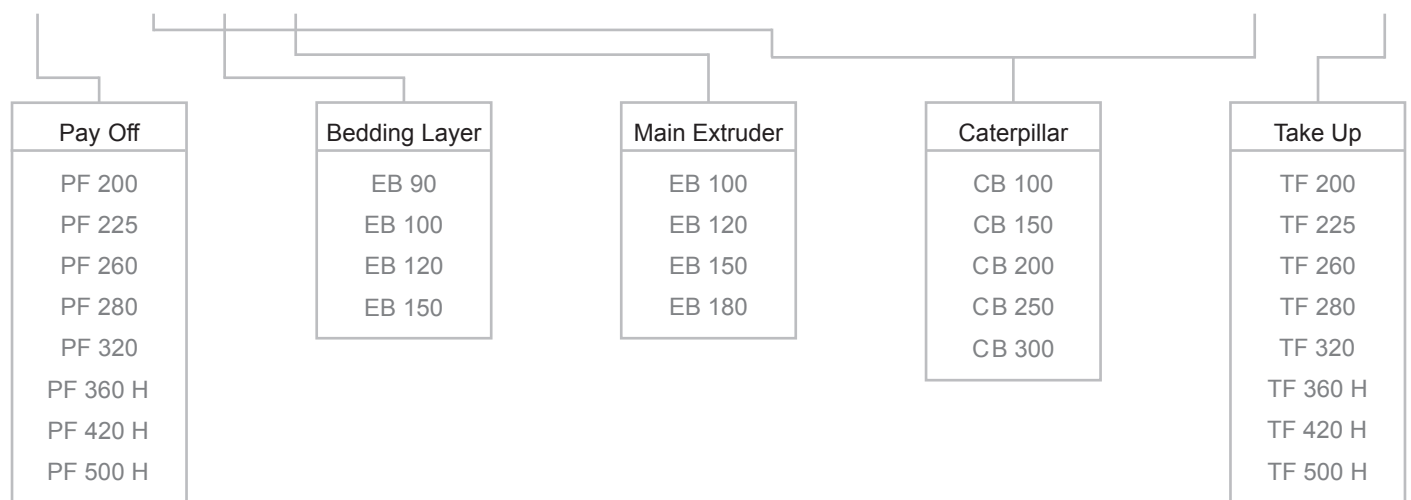 Pay Off
PF 200
PF 225
PF 260
PF 280
PF 320
PF 360 H
PF 420 H
PF 500 H
Bedding Layer
EB 90
EB 100
EB 120
EB 150
Main Extruder
EB 100
EB 120
EB 150
EB 180
Caterpillar
CB 100
CB 150
CB 200
CB 250
CB 300
Take Up
TF 200
TF 225
TF 260
TF 280
TF 320
TF 360 H
TF 420 H
TF 500 H